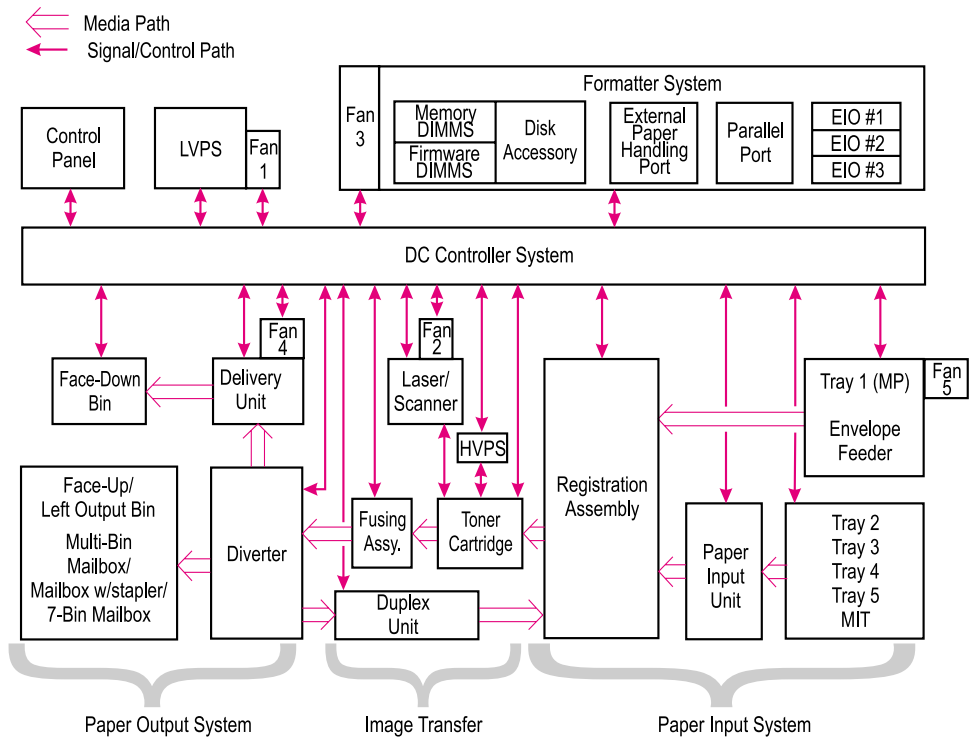 Media Path
Signal/Control Path
Control
Panel
LVPS
Fan
1
Fan
3
Formatter System
Memory
DIMMS
Firmware
DIMMS
Disk
Accessory
External
Paper
Handling
Port
Parallel
Port
EIO #1
EIO #2
EIO #3
DC Controller System
Face-Down
Bin
Delivery
Unit
Fan
4
Laser/
Scanner
Fan
2
HVPS
Registration
Assembly
Tray 1 (MP)
Envelope
Feeder
Fan
5
Face-Up/
Left Output Bin
Multi-Bin
Mailbox/
Mailbox w/stapler/
7-Bin Mailbox
Diverter
Fusing
Assy.
Toner
Cartridge
Duplex
Unit
Paper
Input
Unit
Tray 2
Tray 3
Tray 4
Tray 5
MIT
Paper Output System
Image Transfer
Paper Input System